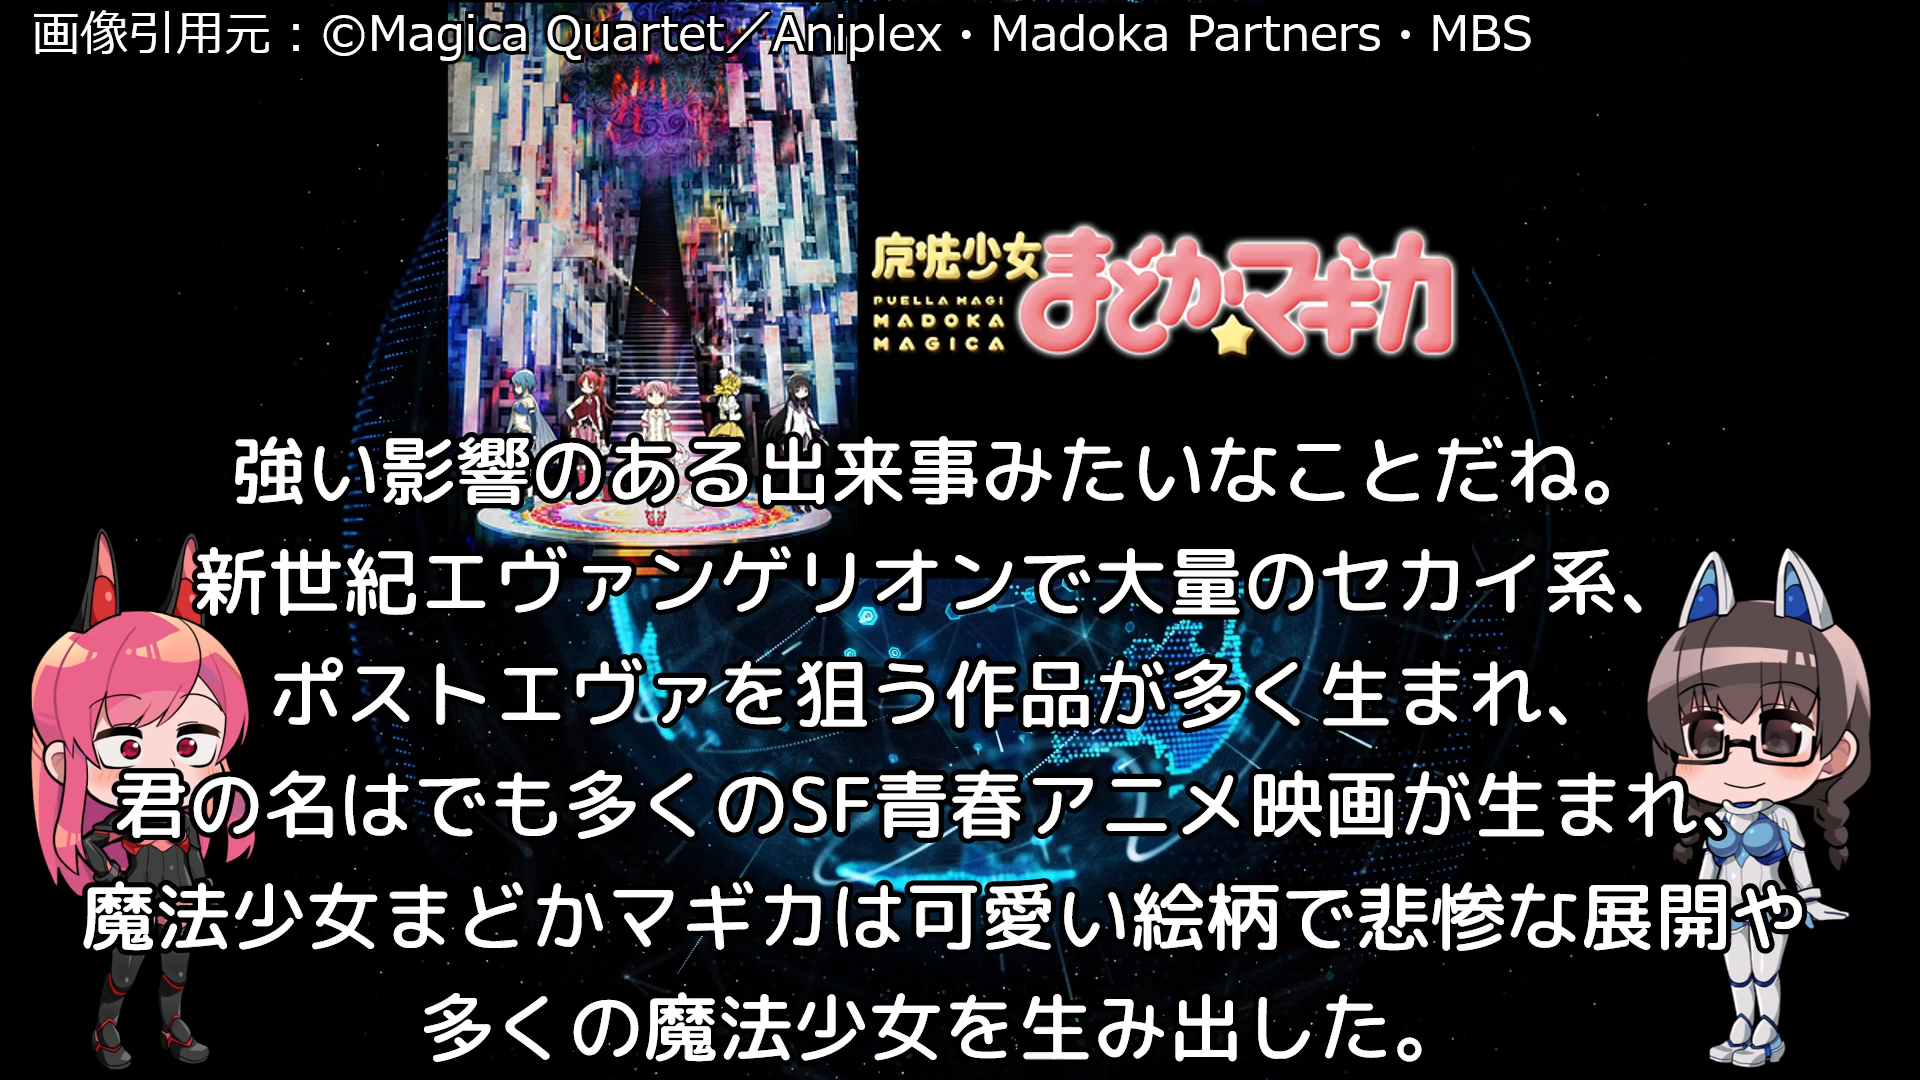 画像引用元：©Magica Quartet／Aniplex・Madoka Partners・MBS
魔法少女
まどか★マギカ
PUELLA MAGI
MADOKA
MAGICA
強い影響のある出来事みたいなことだね。
新世紀エヴァンゲリオンで大量のセカイ系、
ポストエヴァを狙う作品が多く生まれ、
君の名はでも多くのSF青春アニメ映画が生まれ、
魔法少女まどかマギカは可愛い絵柄で悲惨な展開や
多くの魔法少女を生み出した。